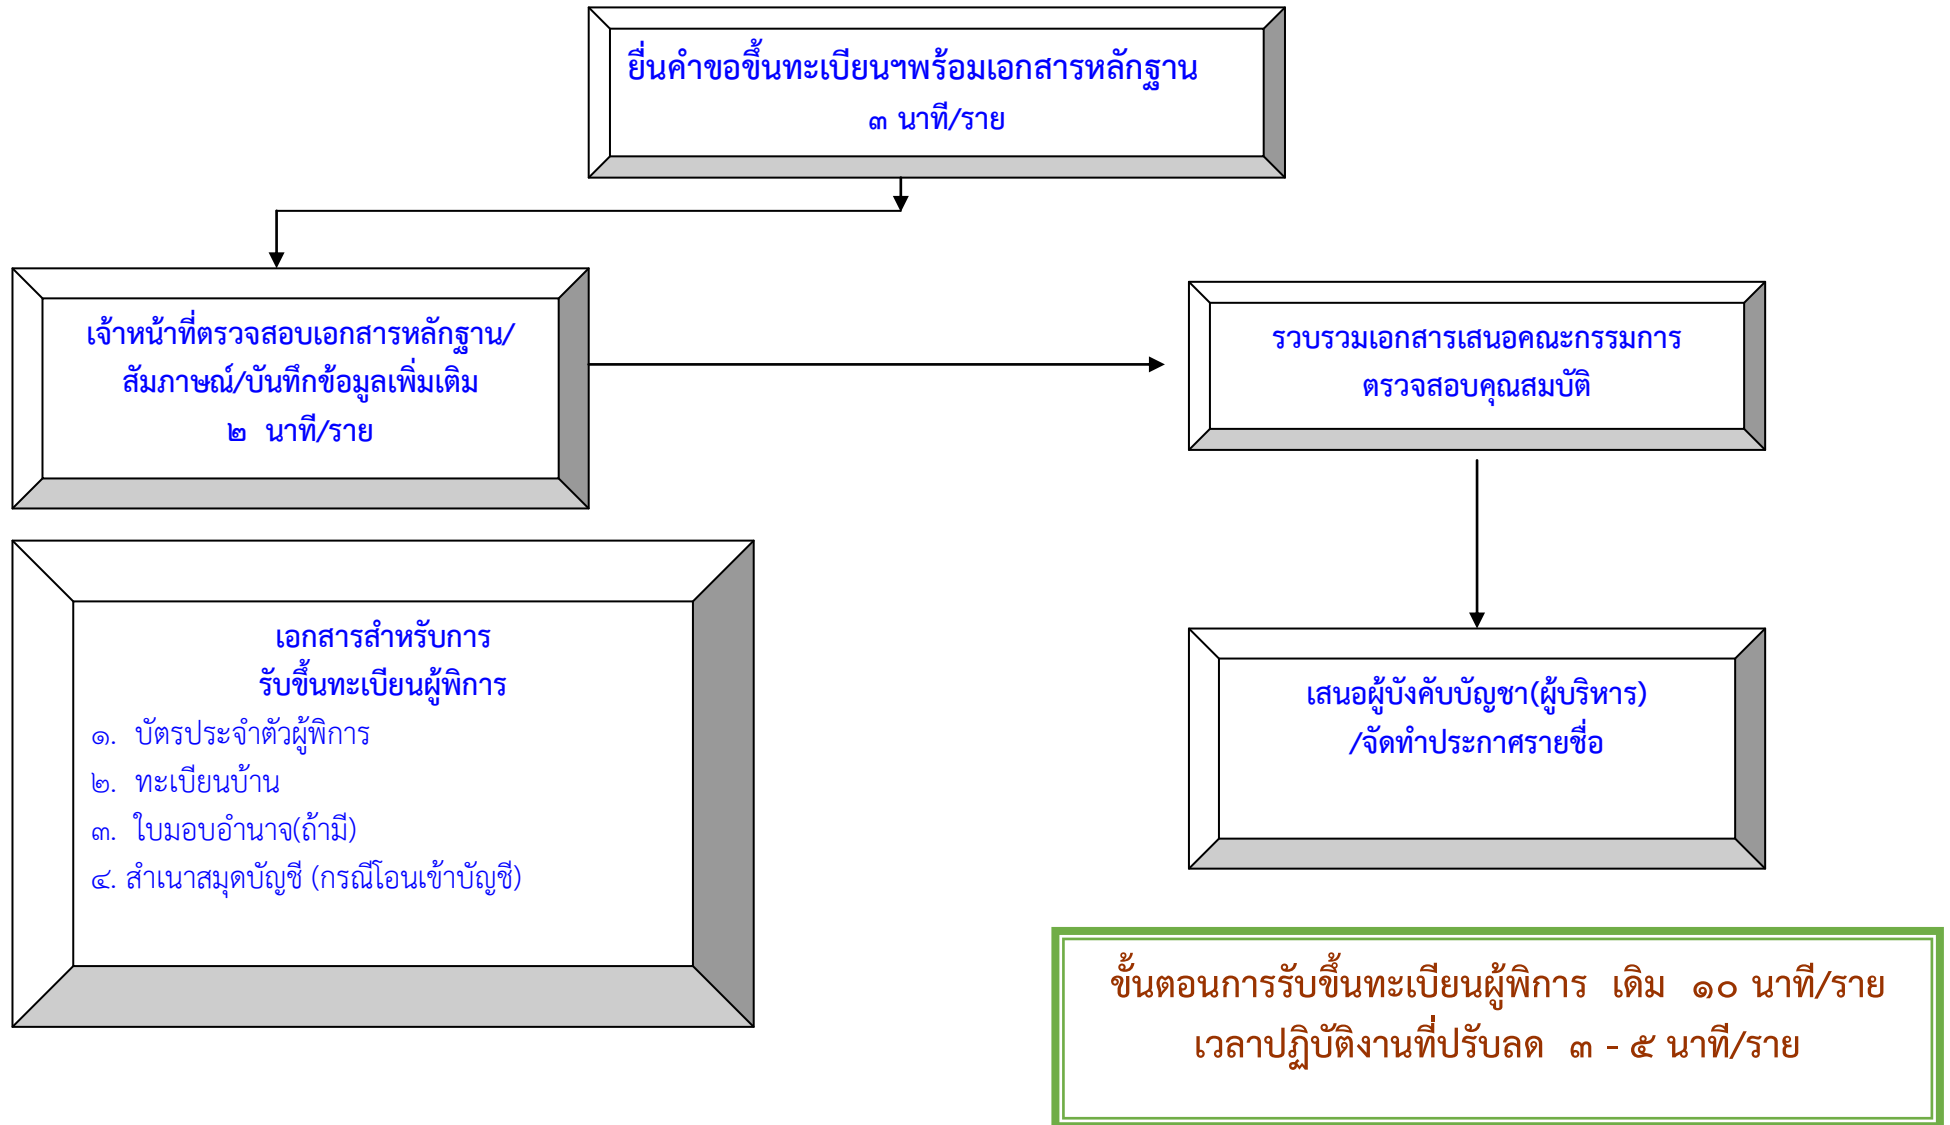 ยื่นคำขอขึ้นทะเบียนฯพร้อมเอกสารหลักฐาน
๓ นาที/ราย
เจ้าหน้าที่ตรวจสอบเอกสารหลักฐาน/
สัมภาษณ์/บันทึกข้อมูลเพิ่มเติม
๒ นาที/ราย
รวบรวมเอกสารเสนอคณะกรรมการ
ตรวจสอบคุณสมบัติ
เอกสารสำหรับการ
รับขึ้นทะเบียนผู้พิการ
๑. บัตรประจำตัวผู้พิการ
๒. ทะเบียนบ้าน
๓. ใบมอบอำนาจ(ถ้ามี)
๔. สำเนาสมุดบัญชี (กรณีโอนเข้าบัญชี)
เสนอผู้บังคับบัญชา(ผู้บริหาร)
/จัดทำประกาศรายชื่อ
ขั้นตอนการรับขึ้นทะเบียนผู้พิการ เดิม ๑๐ นาที/ราย
เวลาปฏิบัติงานที่ปรับลด ๓ - ๕ นาที/ราย